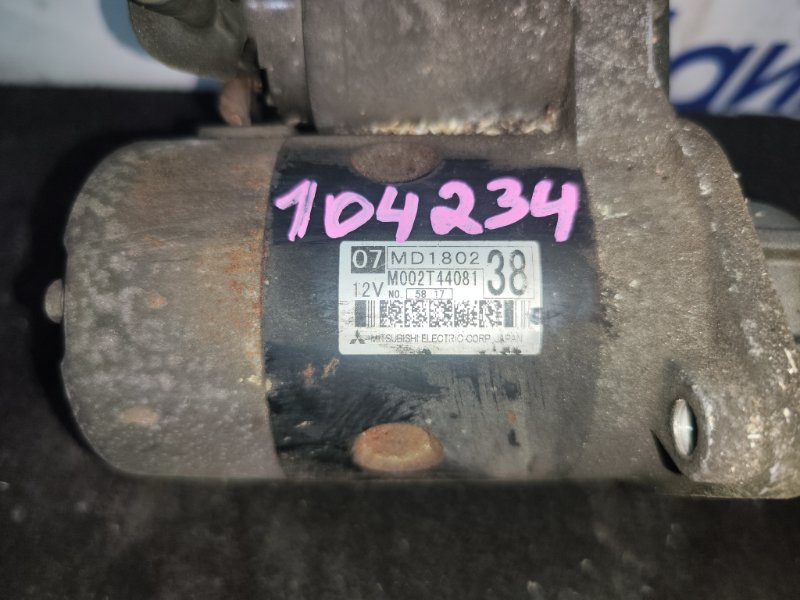 104234
07 MD1802 38
12V M002T44081
NO. 58 17
MITSUBISHI ELECTRIC CORP. JAPAN